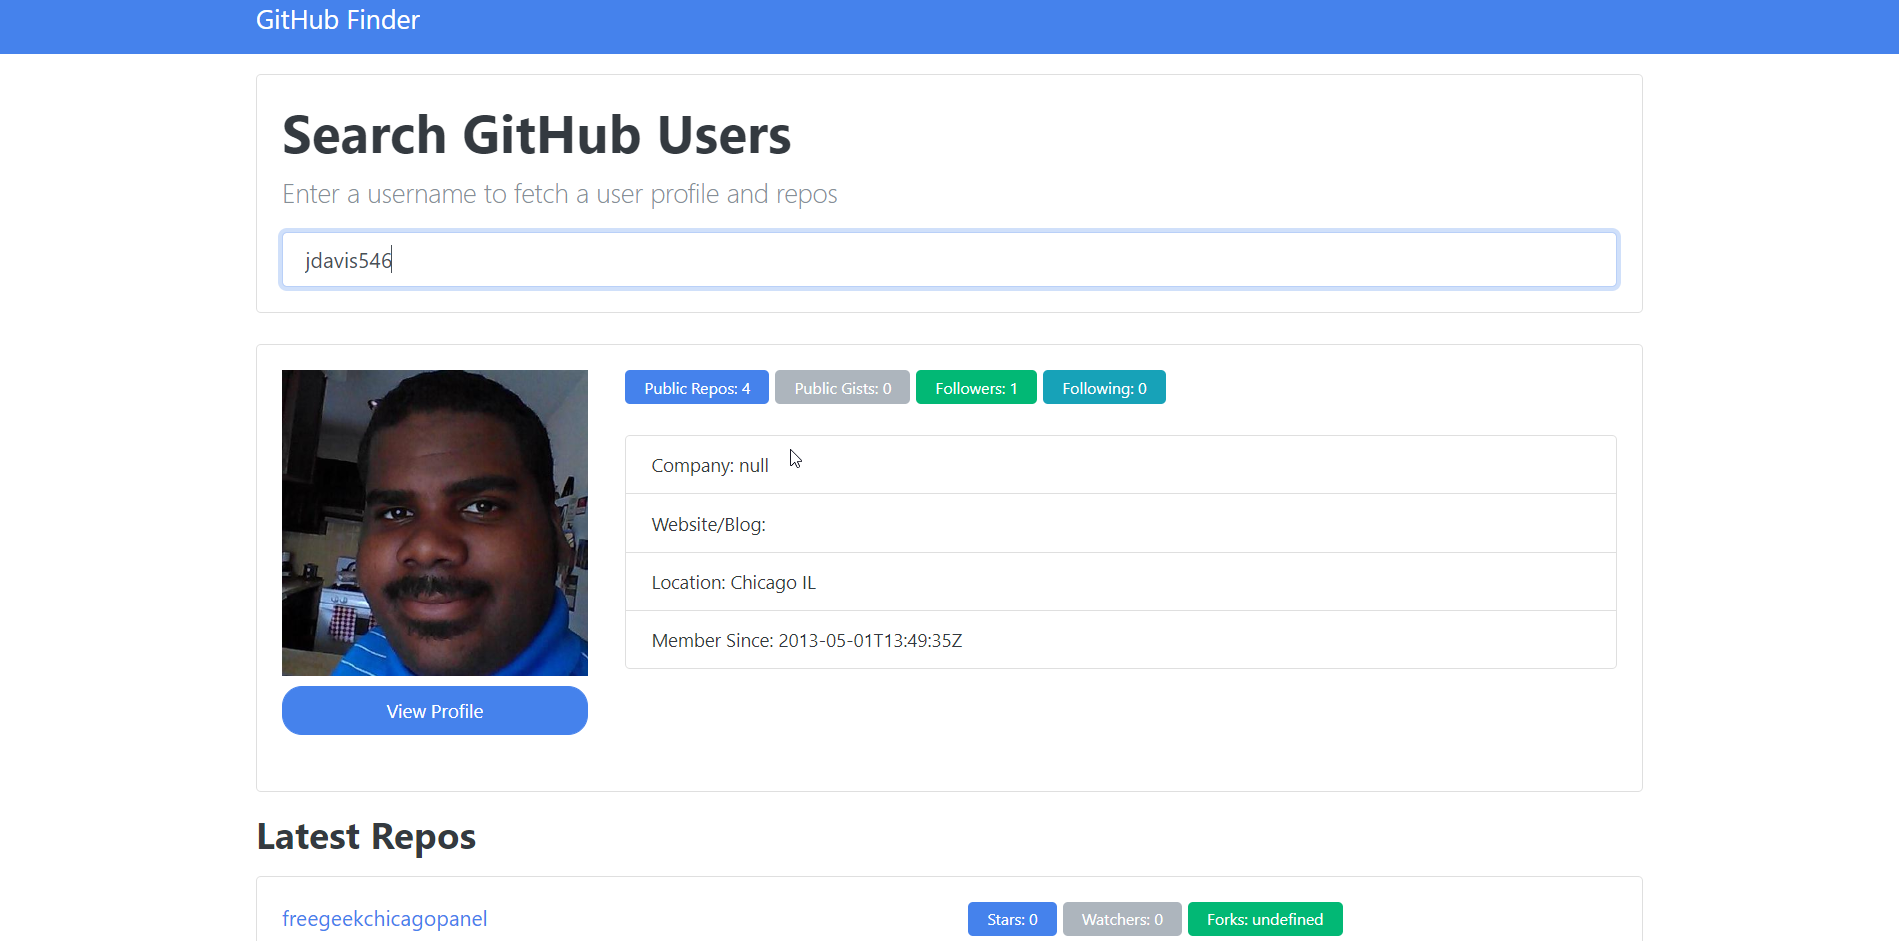 GitHub Finder
Search GitHub Users
Enter a username to fetch a user profile and repos
jdavis546
Public Repos: 4 Public Gists: 0 Followers: 1 Following: 0
Company: null
Website/Blog:
Location: Chicago IL
Member Since: 2013-05-01T13:49:35Z
View Profile
Latest Repos
freegeekchicagopanel Stars: 0 Watchers: 0 Forks: undefined